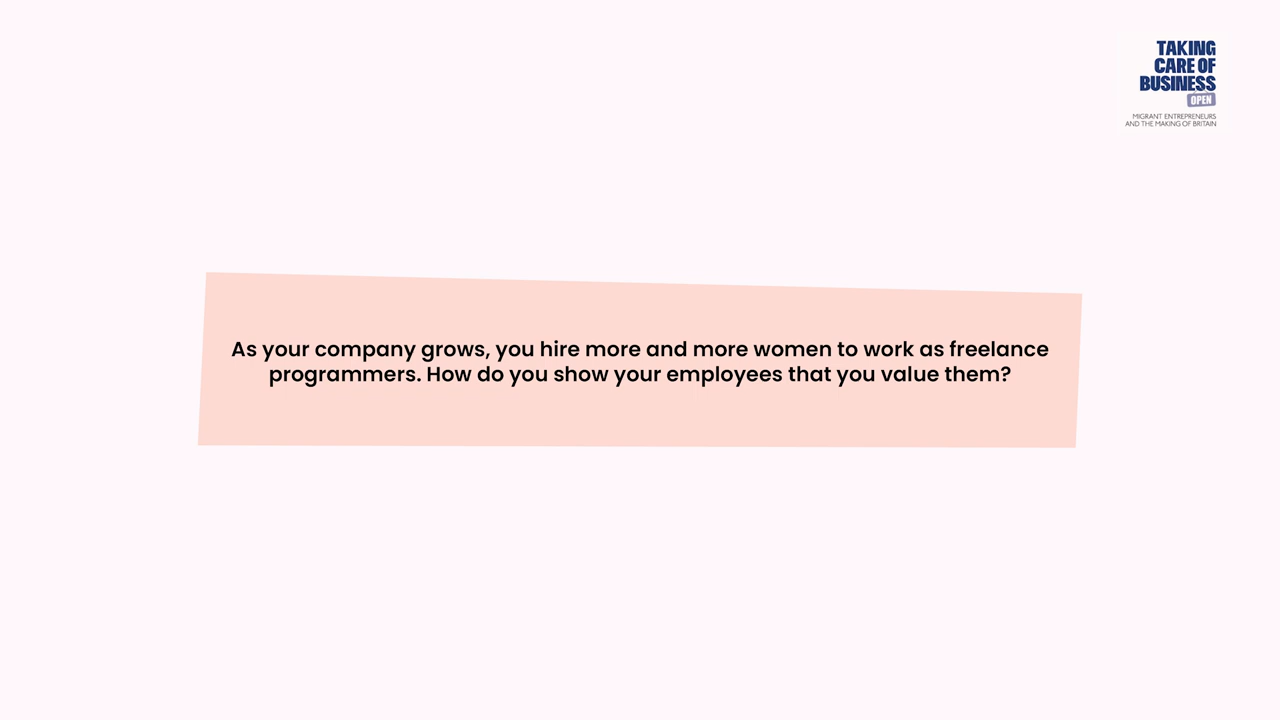 TAKING
CARE OF
BUSINESS
OPEN
MIGRANT ENTREPRENEURS
AND THE MAKING OF BRITAIN
As your company grows, you hire more and more women to work as freelance
programmers. How do you show your employees that you value them?